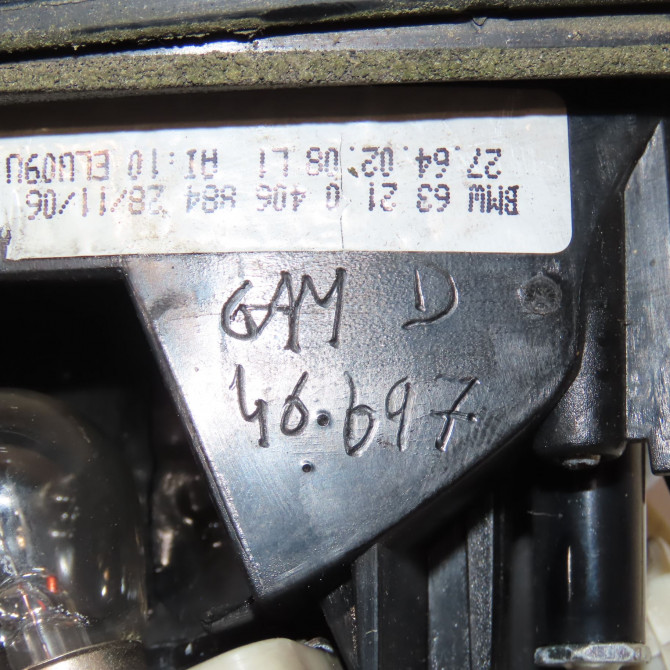 BMW 63 21 0 406 884 28/11/06
27.64.02.08 L1 AI:10 ELW09U
GAM D
46.697